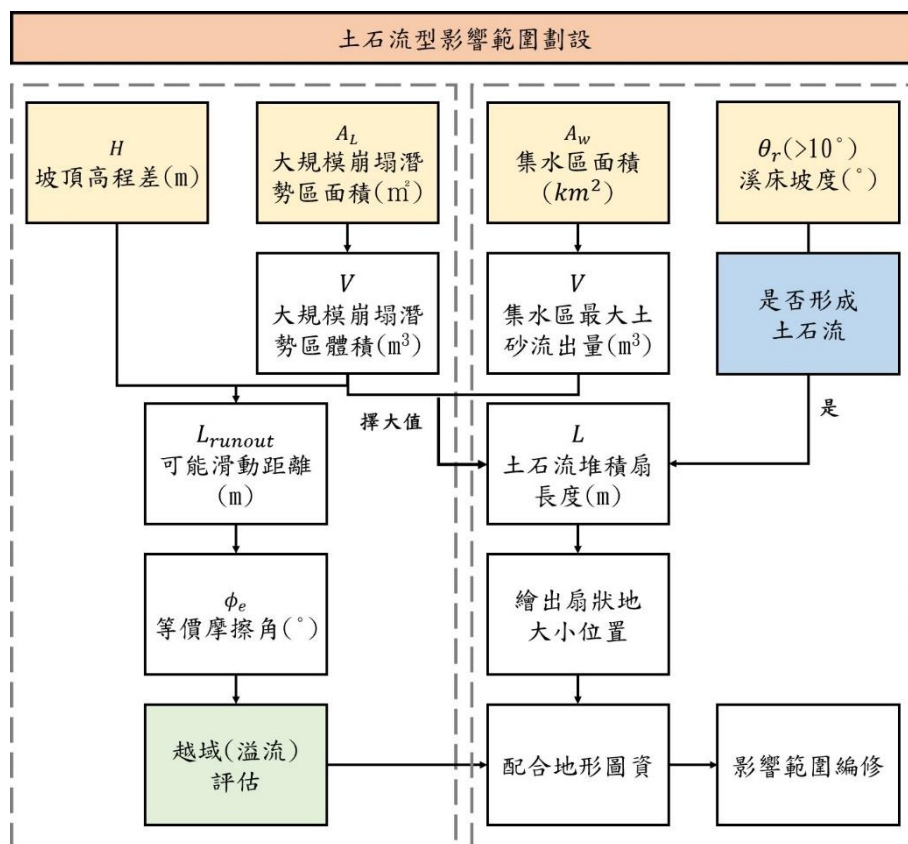 土石流型影響範圍劃設
H
坡頂高程差(m)
A_L
大規模崩塌潛
勢區面積(㎡)
A_w
集水區面積
(km²)
θ_r(>10°)
溪床坡度(°)
V
大規模崩塌潛
勢區體積(m³)
V
集水區最大土
砂流出量(m³)
是否形成
土石流
擇大值
是
L_runout
可能滑動距離
(m)
L
土石流堆積扇
長度(m)
ϕ_e
等價摩擦角(°)
繪出扇狀地
大小位置
越域(溢流)
評估
配合地形圖資
影響範圍編修